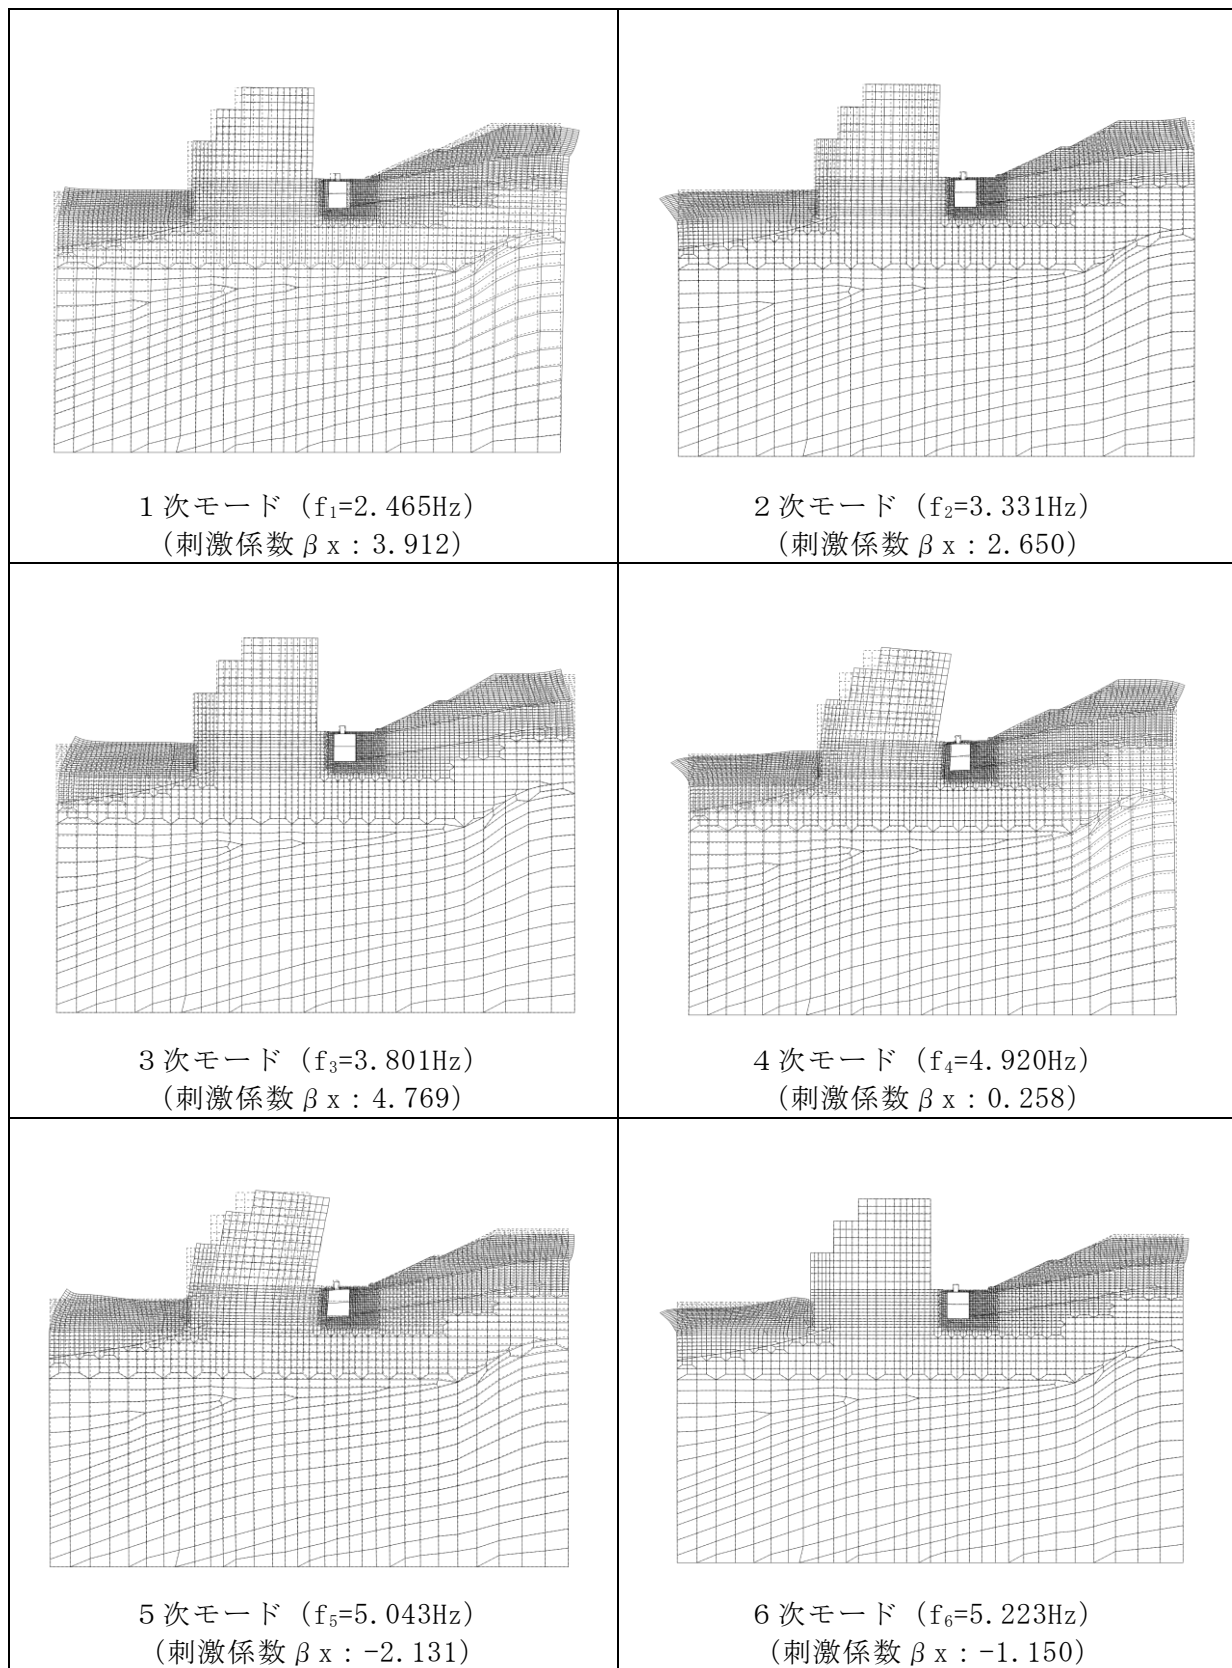 1次モード (f₁=2.465Hz)
(刺激係数βx:3.912)
2次モード (f₂=3.331Hz)
(刺激係数βx:2.650)
3次モード (f₃=3.801Hz)
(刺激係数βx:4.769)
4次モード (f₄=4.920Hz)
(刺激係数βx:0.258)
5次モード (f₅=5.043Hz)
(刺激係数βx:-2.131)
6次モード (f₆=5.223Hz)
(刺激係数βx:-1.150)